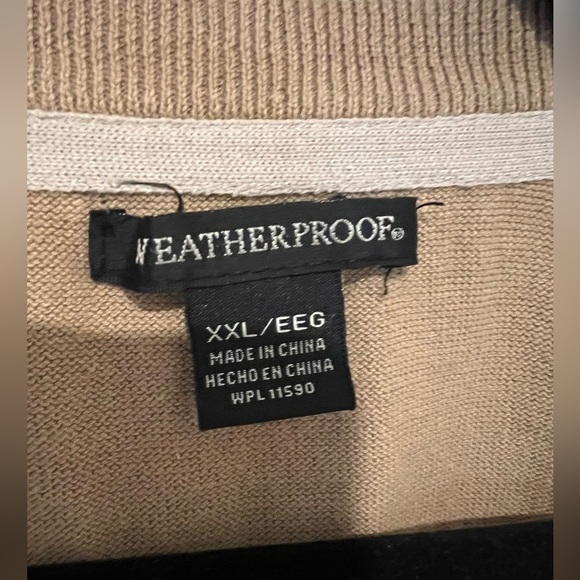 WEATHERPROOF®
XXL/EEG
MADE IN CHINA
HECHO EN CHINA
WPL 11590